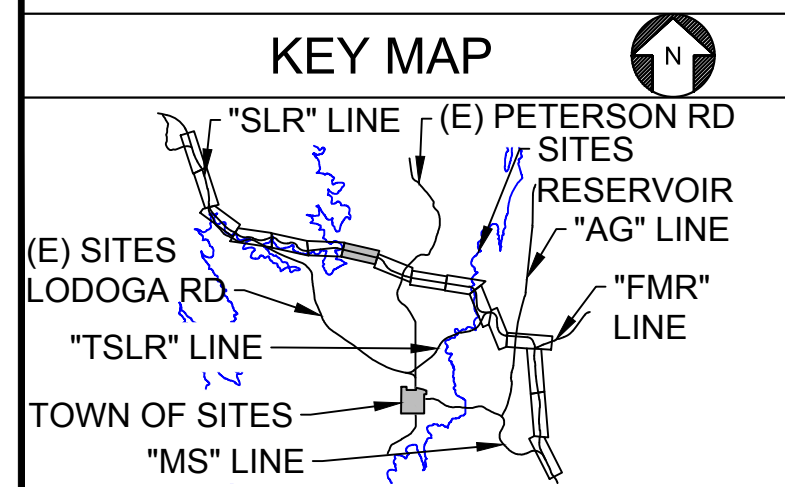 KEY MAP
N
"SLR" LINE
(E) PETERSON RD
SITES
RESERVOIR
"AG" LINE
(E) SITES
LODOGA RD
"FMR"
LINE
"TSLR" LINE
TOWN OF SITES
"MS" LINE